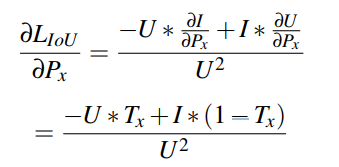 ∂L_{IoU}/∂P_x = (−U * ∂I/∂P_x + I * ∂U/∂P_x) / U^2
= (−U * T_x + I * (1 − T_x)) / U^2